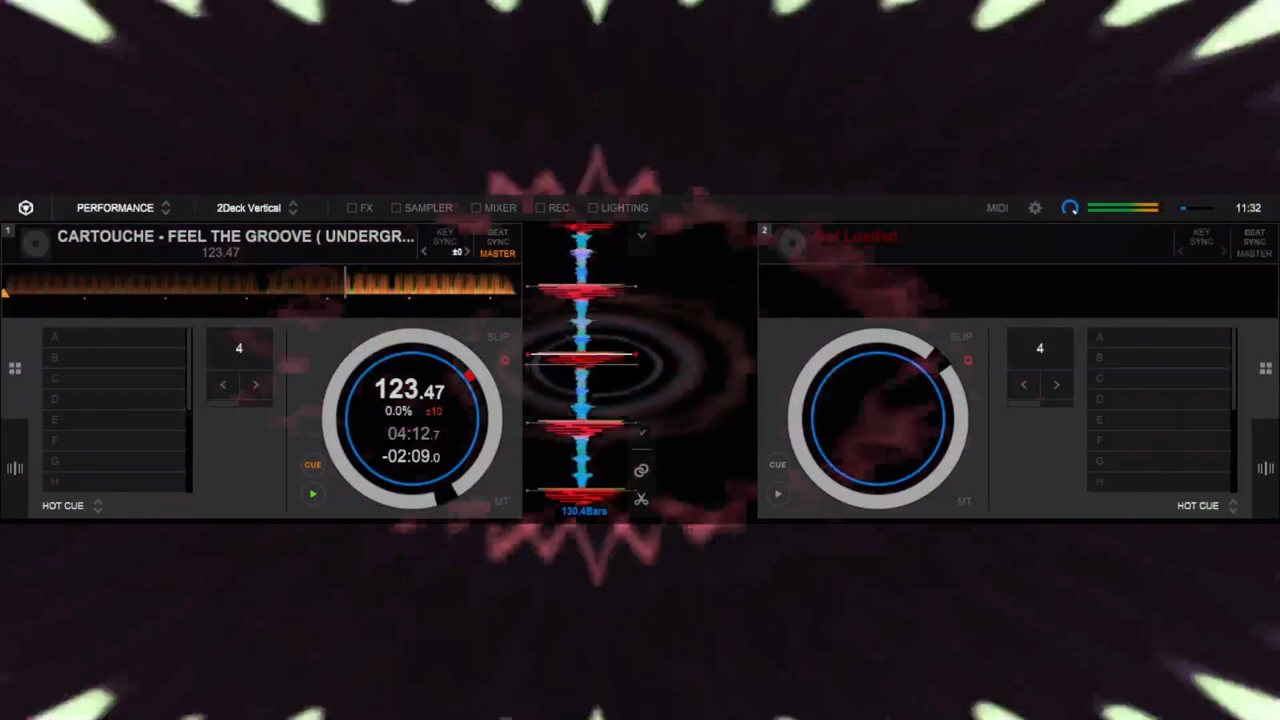 PERFORMANCE 2Deck Vertical FX SAMPLER MIXER REC LIGHTING MIDI 11:32
1 CARTOUCHE - FEEL THE GROOVE ( UNDERGR... KEY SYNC BEAT SYNC
123.47 ±0 MASTER
2 Not Loaded KEY SYNC BEAT SYNC
MASTER
A
B
C
D
E
F
G
H
HOT CUE
4
SLIP
Q
123.47
0.0% ±10
04:12.7
-02:09.0
CUE
MT
130.4Bars
SLIP
Q
CUE
MT
4
A
B
C
D
E
F
G
H
HOT CUE